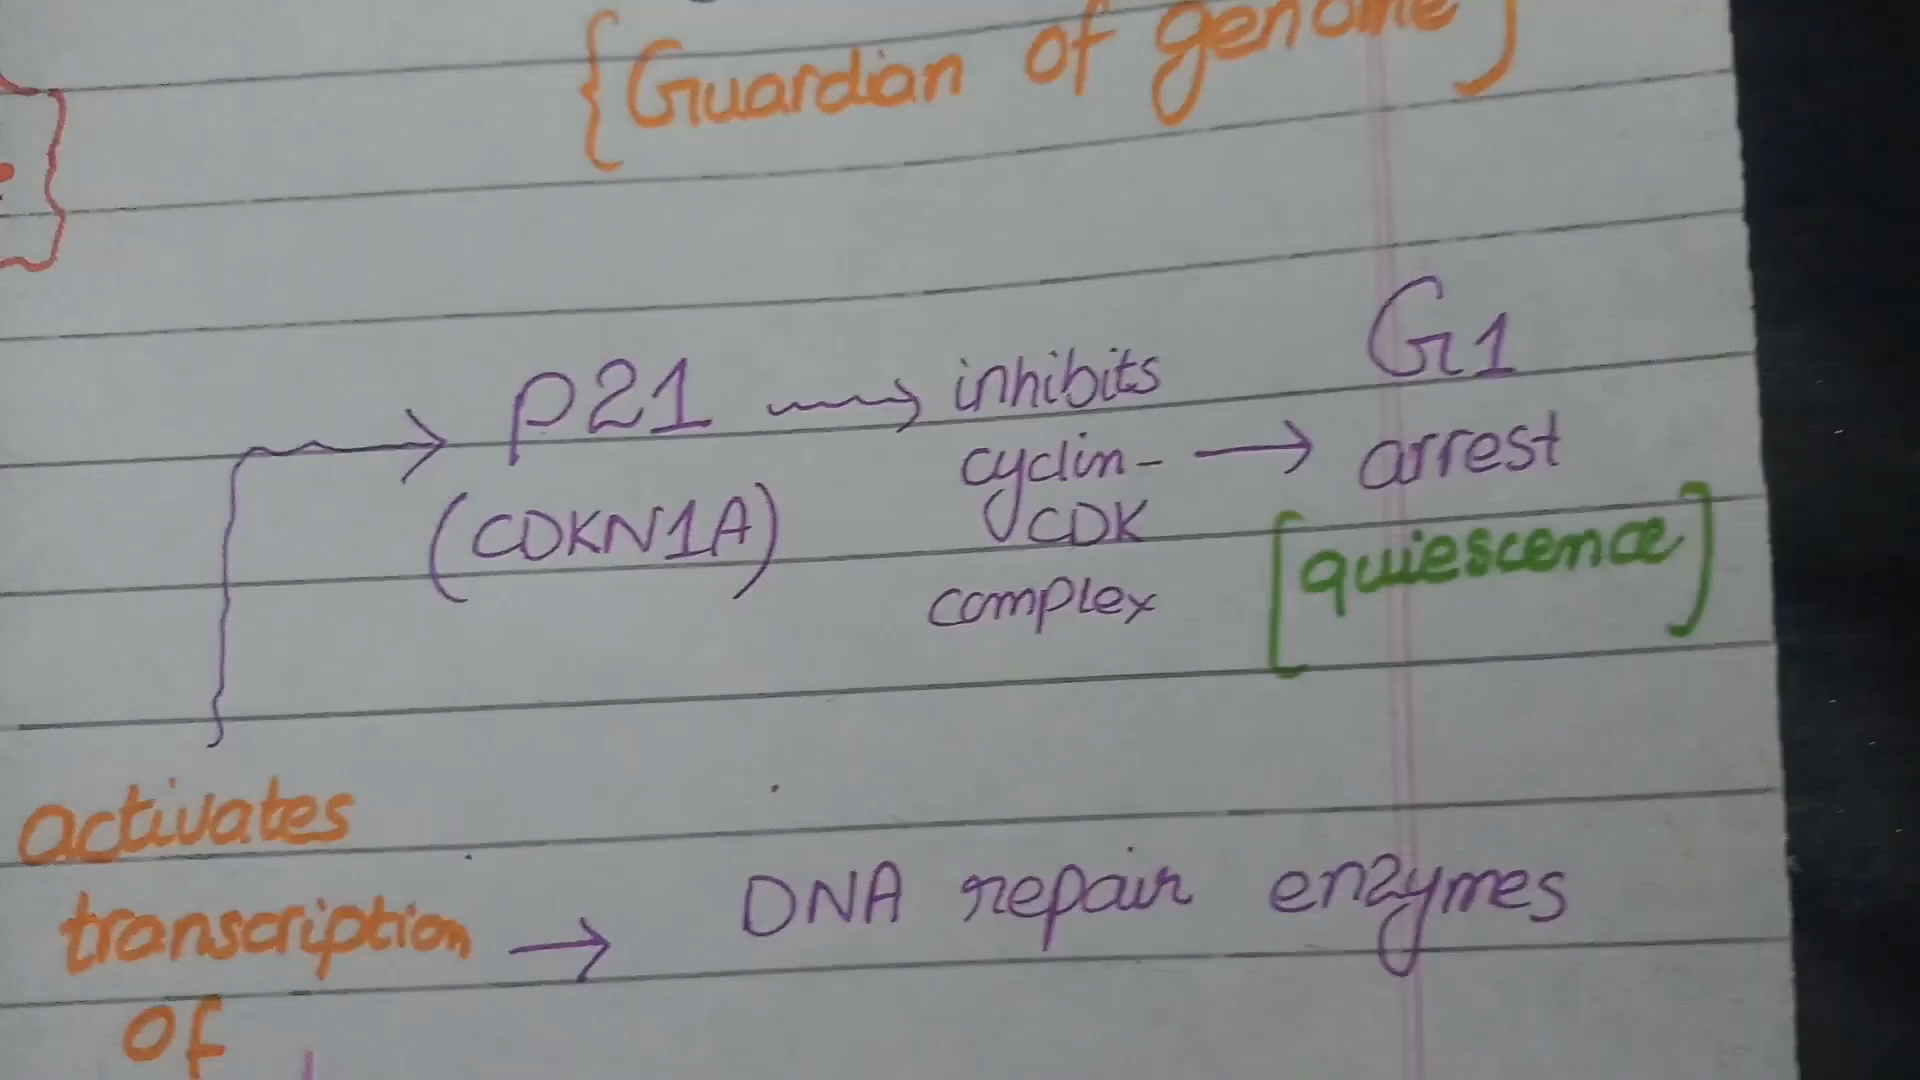 {Guardian of genome}
G1
P21 → inhibits
cyclin- → arrest
(CDKN1A) CDK [quiescence]
complex
activates
transcription → DNA repair enzymes
of